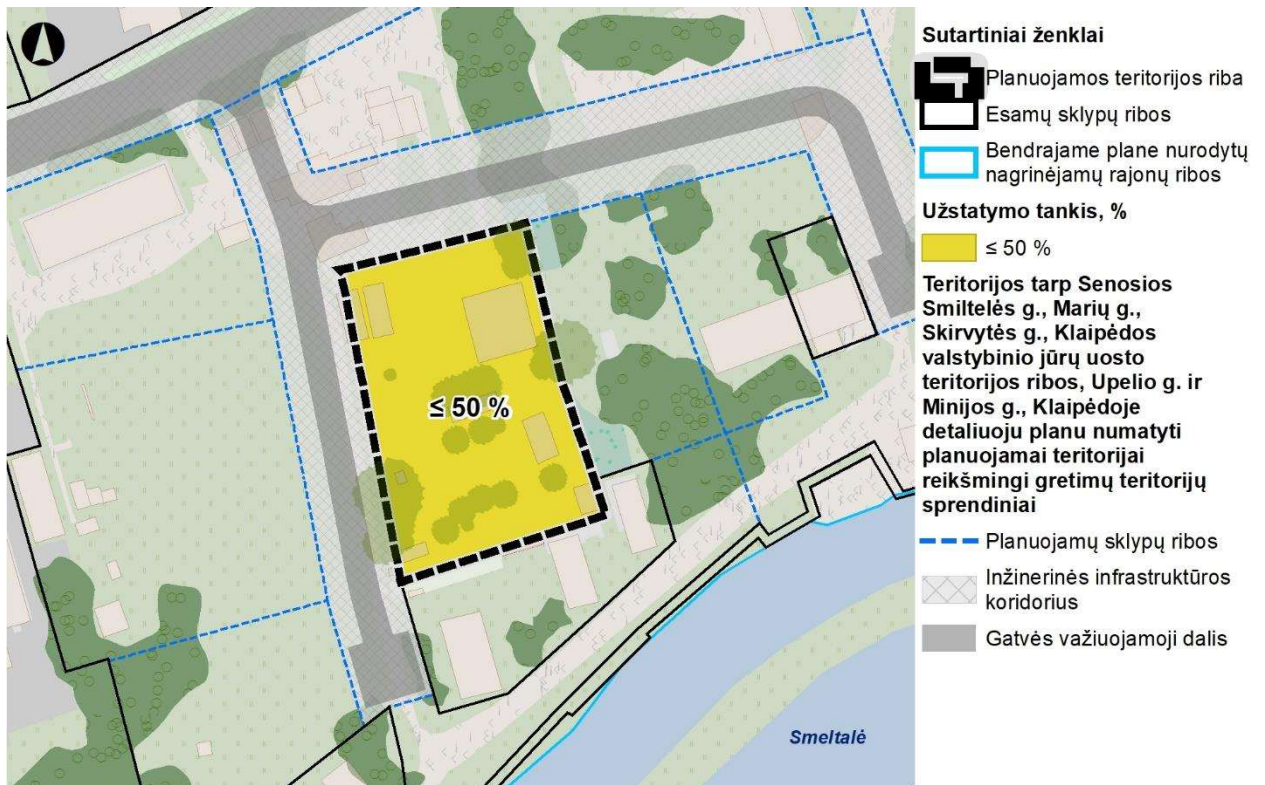 Sutartiniai ženklai
Planuojamos teritorijos riba
Esamų sklypų ribos
Bendrajame plane nurodytų
nagrinėjamų rajonų ribos
Užstatymo tankis, %
≤ 50 %
Teritorijos tarp Senosios
Smiltelės g., Marių g.,
Skirvytės g., Klaipėdos
valstybinio jūrų uosto
teritorijos ribos, Upelio g. ir
Minijos g., Klaipėdoje
detaliuoju planu numatyti
planuojamai teritorijai
reikšmingi gretimų teritorijų
sprendiniai
Planuojamų sklypų ribos
Inžinerinės infrastruktūros
koridorius
Gatvės važiuojamoji dalis
≤ 50 %
Smeltalė